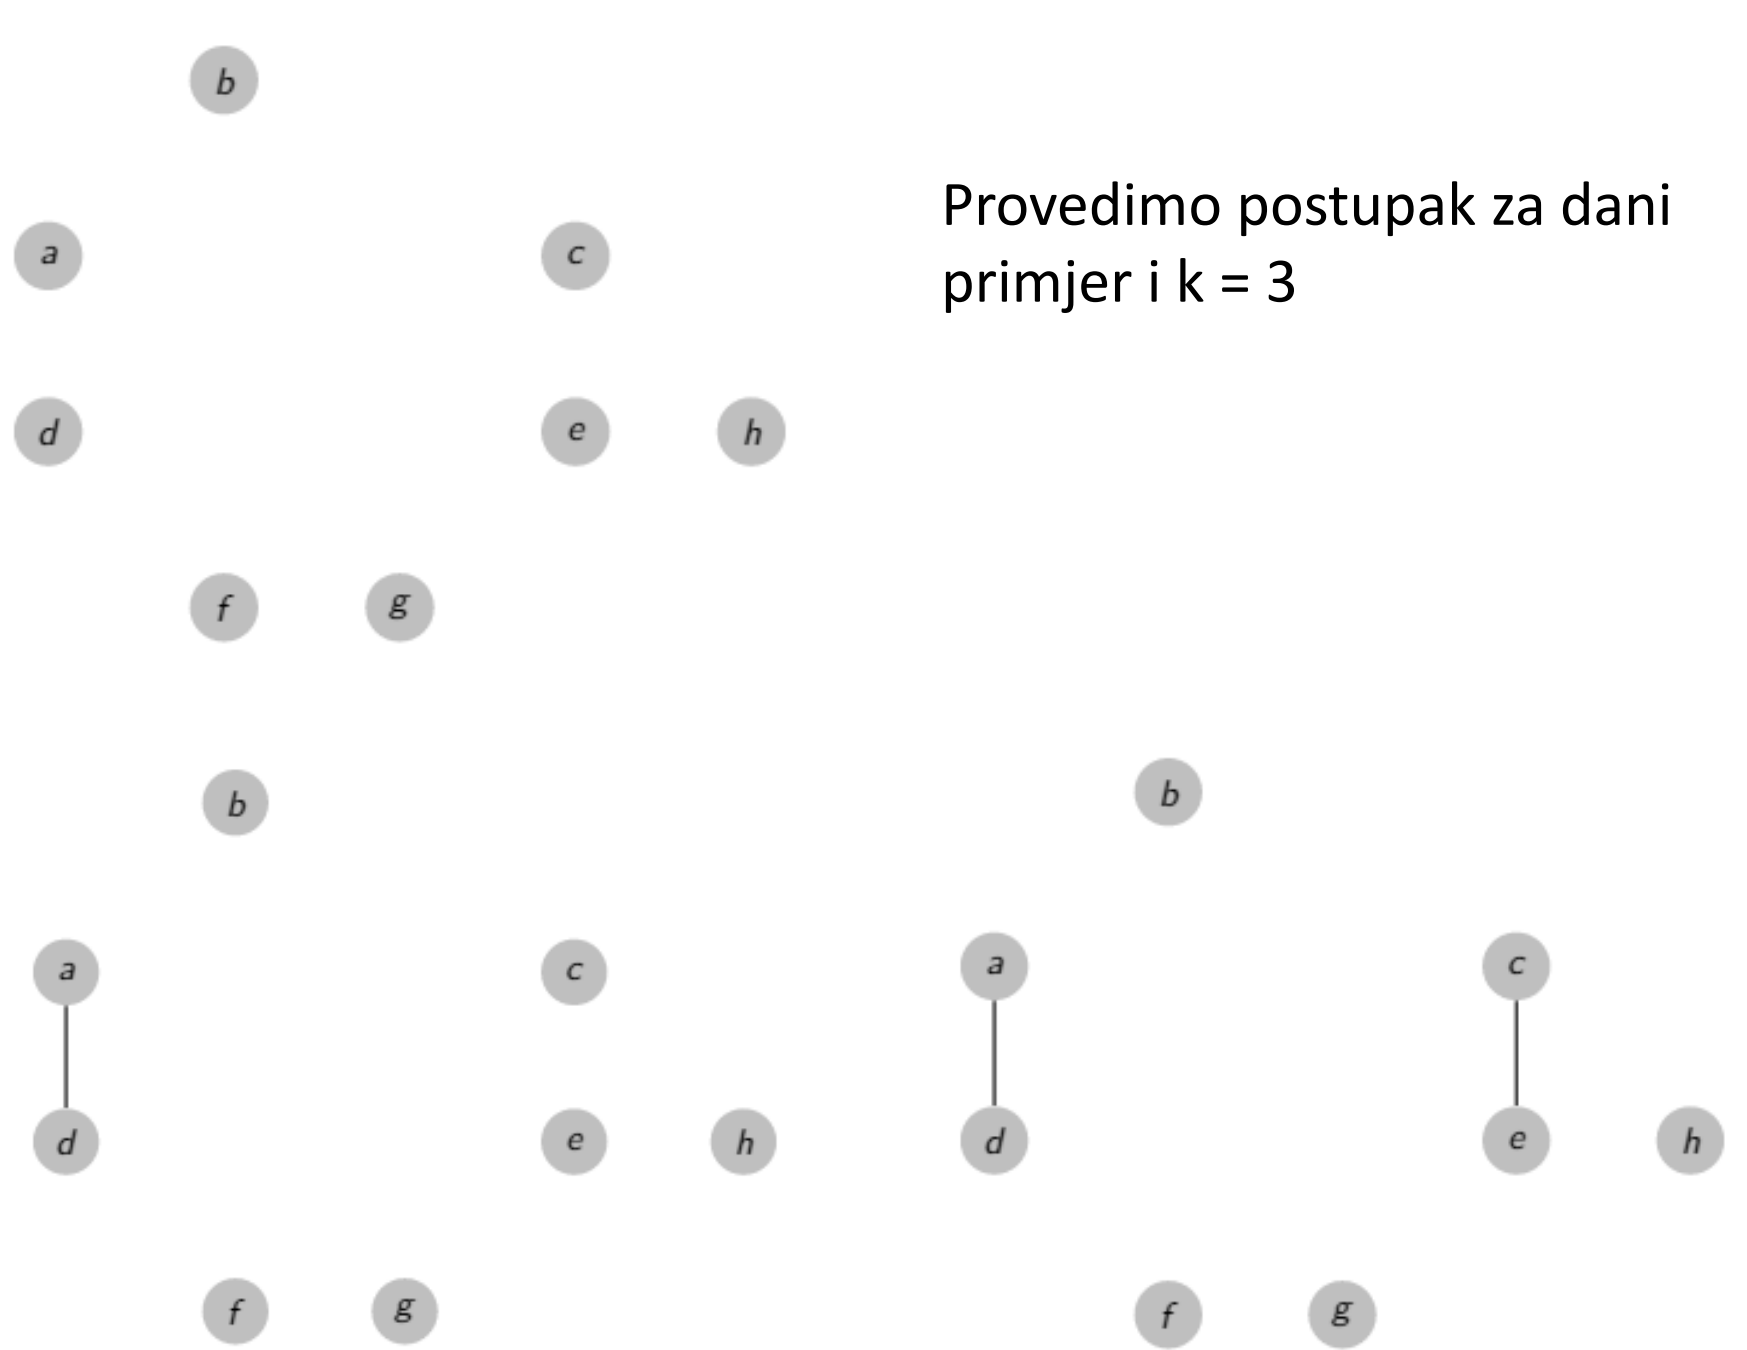 b
Provedimo postupak za dani
primjer i k = 3
a c
d e h
f g
b
a c
d e h
f g
b
a c
d e h
f g